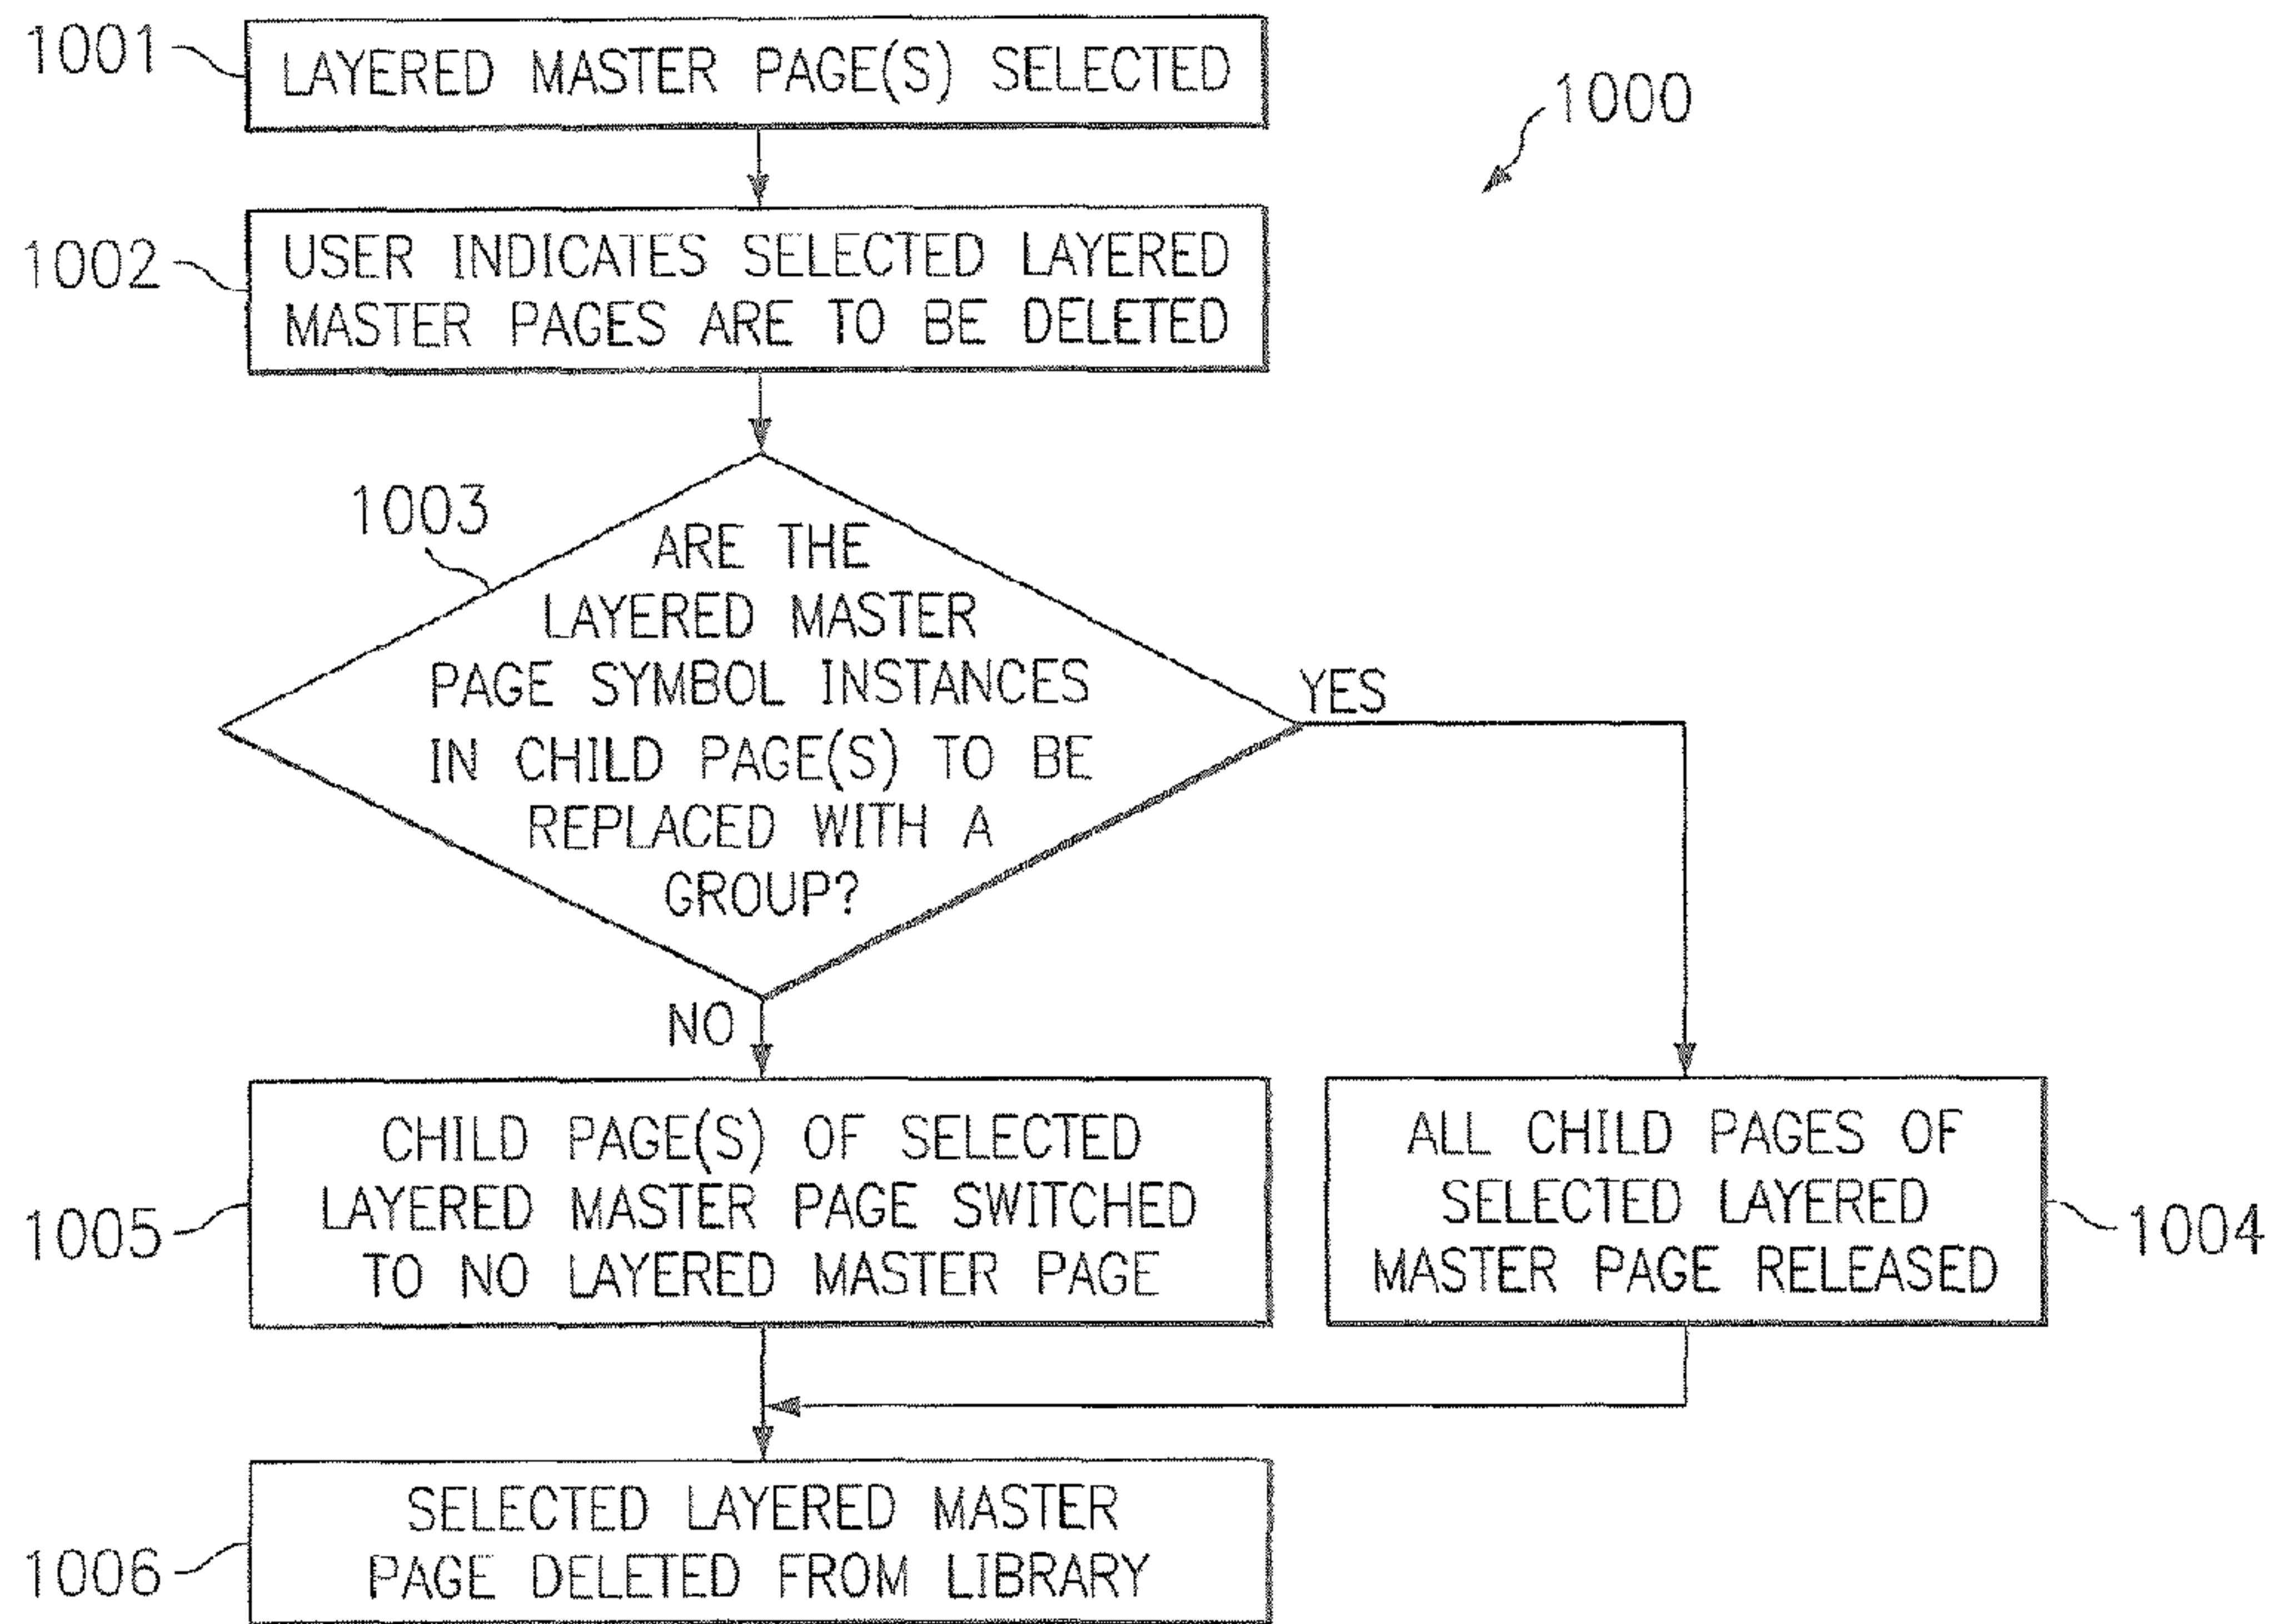 1001
LAYERED MASTER PAGE(S) SELECTED
1000
1002
USER INDICATES SELECTED LAYERED
MASTER PAGES ARE TO BE DELETED
1003
ARE THE
LAYERED MASTER
PAGE SYMBOL INSTANCES
IN CHILD PAGE(S) TO BE
REPLACED WITH A
GROUP?
YES
NO
1005
CHILD PAGE(S) OF SELECTED
LAYERED MASTER PAGE SWITCHED
TO NO LAYERED MASTER PAGE
ALL CHILD PAGES OF
SELECTED LAYERED
MASTER PAGE RELEASED
1004
1006
SELECTED LAYERED MASTER
PAGE DELETED FROM LIBRARY